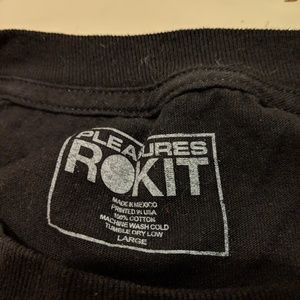 PLEASURES
ROKIT
MADE IN MEXICO
PRINTED IN USA
100% COTTON
MACHINE WASH COLD
TUMBLE DRY LOW
LARGE